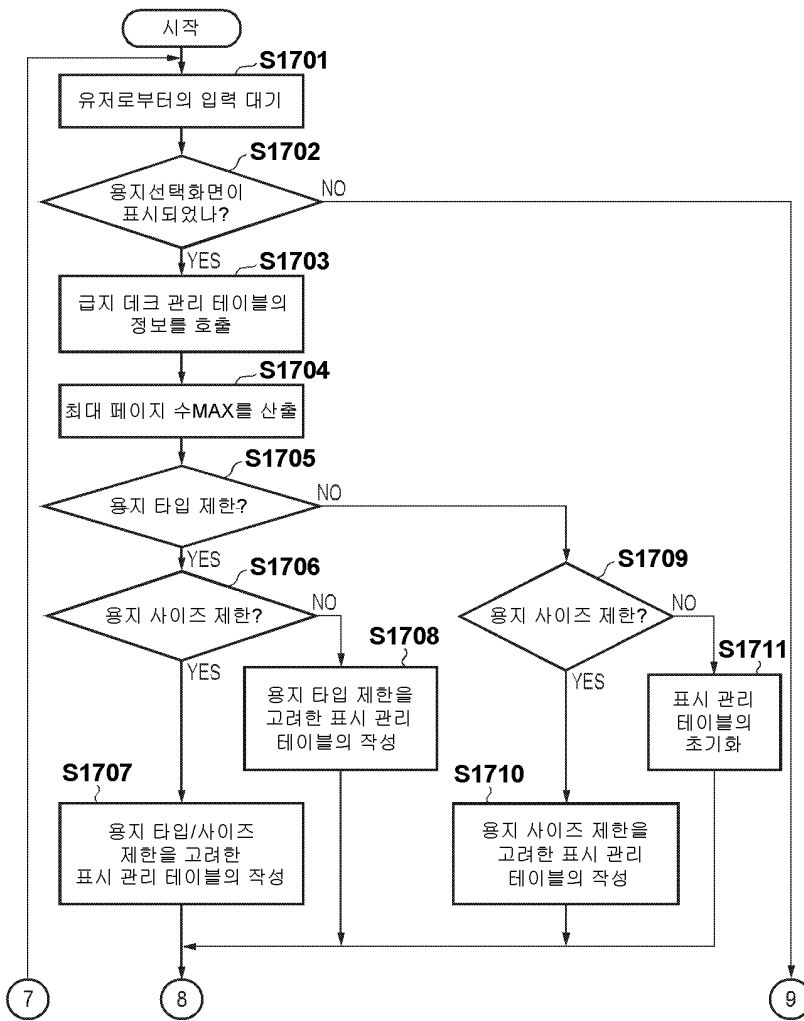 시작
S1701
유저로부터의 입력 대기
S1702
용지선택화면이
표시되었나?
NO
YES
S1703
급지 데크 관리 테이블의
정보를 호출
S1704
최대 페이지 수MAX를 산출
S1705
용지 타입 제한?
NO
YES
S1706
용지 사이즈 제한?
NO
YES
S1709
용지 사이즈 제한?
NO
YES
S1708
용지 타입 제한을
고려한 표시 관리
테이블의 작성
S1711
표시 관리
테이블의
초기화
S1707
용지 타입/사이즈
제한을 고려한
표시 관리 테이블의 작성
S1710
용지 사이즈 제한을
고려한 표시 관리
테이블의 작성
7
8
9